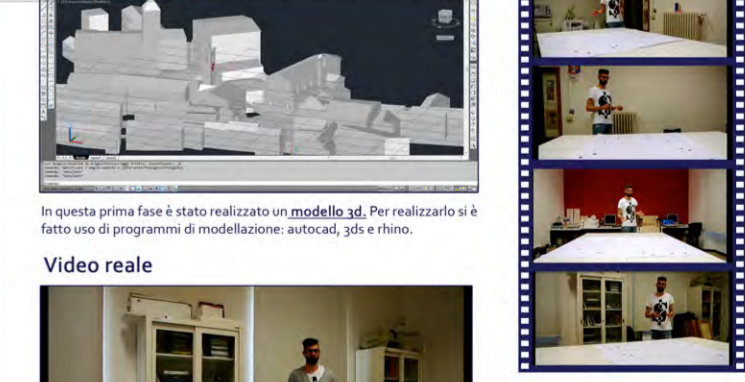 In questa prima fase è stato realizzato un modello 3d. Per realizzarlo si è
fatto uso di programmi di modellazione: autocad, 3ds e rhino.
Video reale